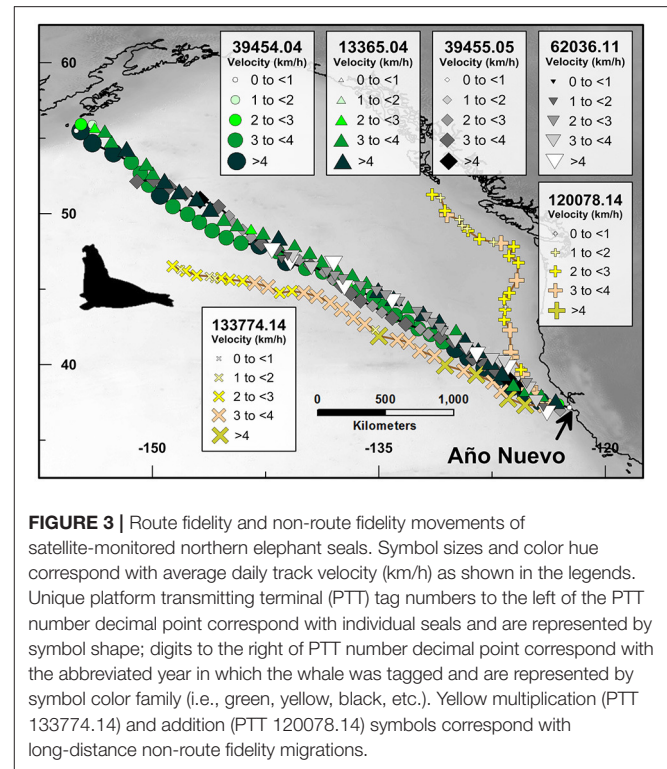 60
50
40
-150
-135
-120
39454.04
Velocity (km/h)
0 to <1
1 to <2
2 to <3
3 to <4
>4
13365.04
Velocity (km/h)
0 to <1
1 to <2
2 to <3
3 to <4
>4
39455.05
Velocity (km/h)
0 to <1
1 to <2
2 to <3
3 to <4
>4
62036.11
Velocity (km/h)
0 to <1
1 to <2
2 to <3
3 to <4
>4
120078.14
Velocity (km/h)
0 to <1
1 to <2
2 to <3
3 to <4
>4
133774.14
Velocity (km/h)
0 to <1
1 to <2
2 to <3
3 to <4
>4
0 500 1,000
Kilometers
Año Nuevo
FIGURE 3 | Route fidelity and non-route fidelity movements of
satellite-monitored northern elephant seals. Symbol sizes and color hue
correspond with average daily track velocity (km/h) as shown in the legends.
Unique platform transmitting terminal (PTT) tag numbers to the left of the PTT
number decimal point correspond with individual seals and are represented by
symbol shape; digits to the right of PTT number decimal point correspond with
the abbreviated year in which the whale was tagged and are represented by
symbol color family (i.e., green, yellow, black, etc.). Yellow multiplication (PTT
133774.14) and addition (PTT 120078.14) symbols correspond with
long-distance non-route fidelity migrations.